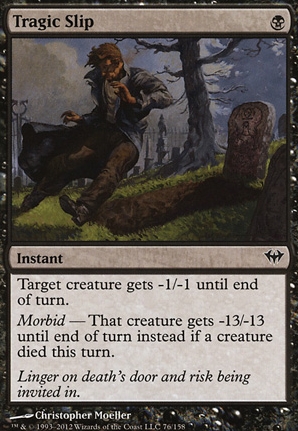 Tragic Slip
Instant
Target creature gets -1/-1 until end
of turn.
Morbid — That creature gets -13/-13
until end of turn instead if a creature
died this turn.
Linger on death's door and risk being
invited in.
Christopher Moeller
™ & © 1993-2012 Wizards of the Coast LLC 76/158